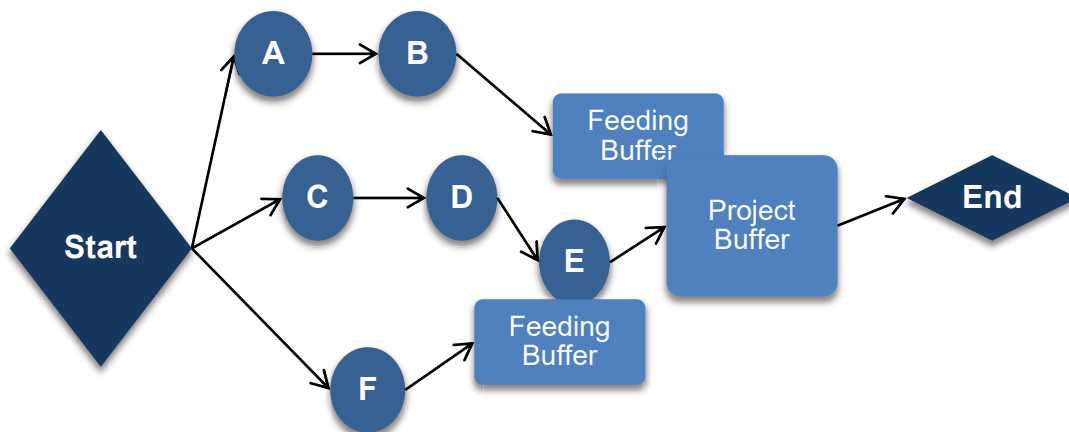 A
B
Feeding
Buffer
Start
C
D
E
Project
Buffer
End
Feeding
Buffer
F